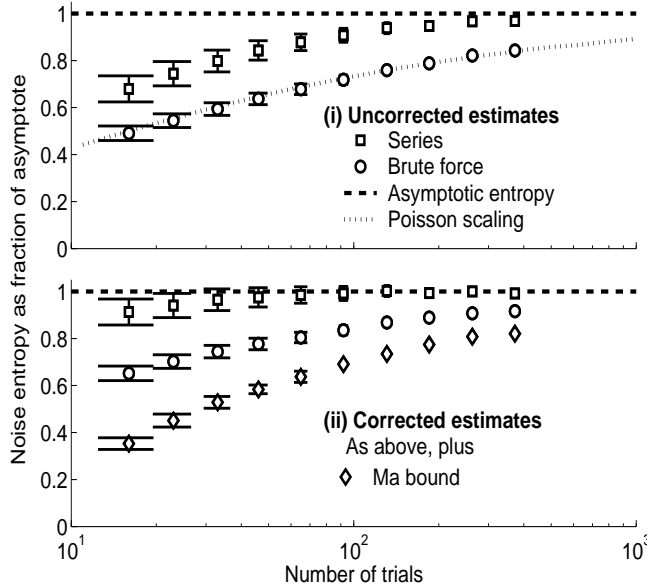 Noise entropy as fraction of asymptote
1
0.8
0.6
0.4
0.2
0
(i) Uncorrected estimates
Series
Brute force
Asymptotic entropy
Poisson scaling
1
0.8
0.6
0.4
0.2
0
(ii) Corrected estimates
As above, plus
Ma bound
10^1
10^2
10^3
Number of trials